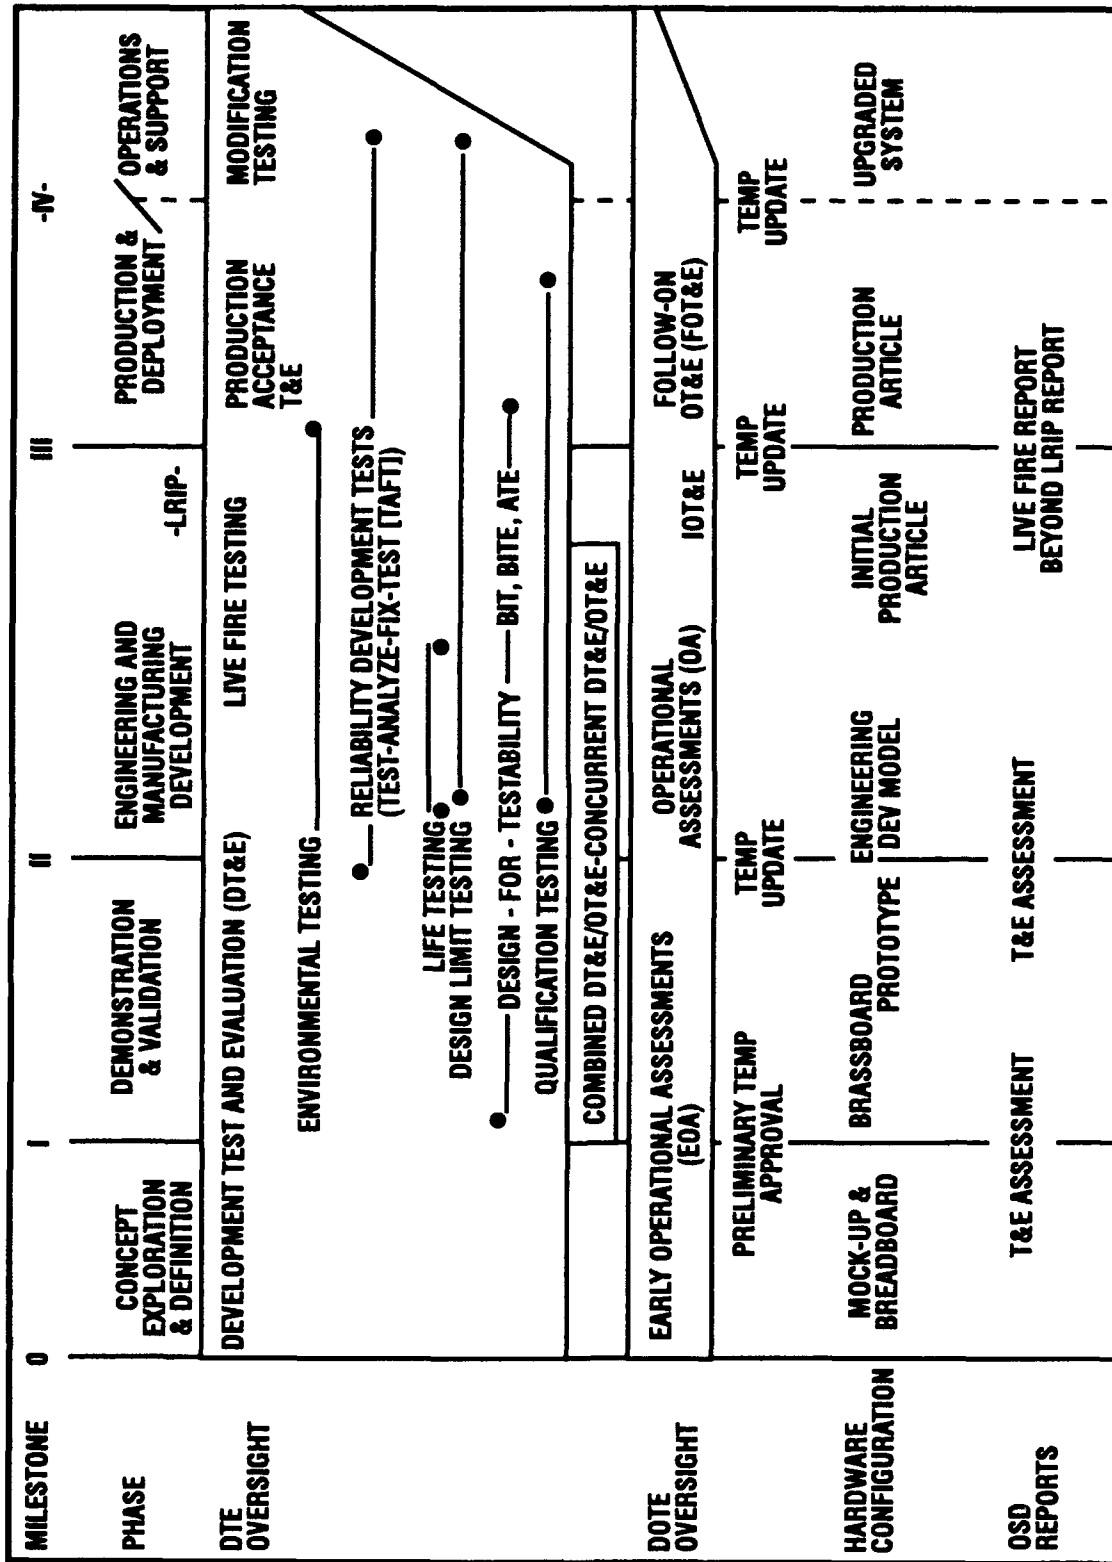 MILESTONE
0
I
II
III
-IV-
PHASE
CONCEPT
EXPLORATION
& DEFINITION
DEMONSTRATION
& VALIDATION
ENGINEERING AND
MANUFACTURING
DEVELOPMENT
-LRIP-
PRODUCTION &
DEPLOYMENT
OPERATIONS
& SUPPORT
DTE
OVERSIGHT
DEVELOPMENT TEST AND EVALUATION (DT&E)
LIVE FIRE TESTING
PRODUCTION
ACCEPTANCE
T&E
MODIFICATION
TESTING
ENVIRONMENTAL TESTING
RELIABILITY DEVELOPMENT TESTS
(TEST-ANALYZE-FIX-TEST [TAFT])
LIFE TESTING
DESIGN LIMIT TESTING
DESIGN - FOR - TESTABILITY
BIT, BITE, ATE
QUALIFICATION TESTING
COMBINED DT&E/OT&E-CONCURRENT DT&E/OT&E
DOTE
OVERSIGHT
EARLY OPERATIONAL ASSESSMENTS
(EOA)
OPERATIONAL
ASSESSMENTS (OA)
IOT&E
FOLLOW-ON
OT&E (FOT&E)
PRELIMINARY TEMP
APPROVAL
TEMP
UPDATE
TEMP
UPDATE
TEMP
UPDATE
HARDWARE
CONFIGURATION
MOCK-UP &
BREADBOARD
BRASSBOARD
PROTOTYPE
ENGINEERING
DEV MODEL
INITIAL
PRODUCTION
ARTICLE
PRODUCTION
ARTICLE
UPGRADED
SYSTEM
OSD
REPORTS
T&E ASSESSMENT
T&E ASSESSMENT
LIVE FIRE REPORT
BEYOND LRIP REPORT